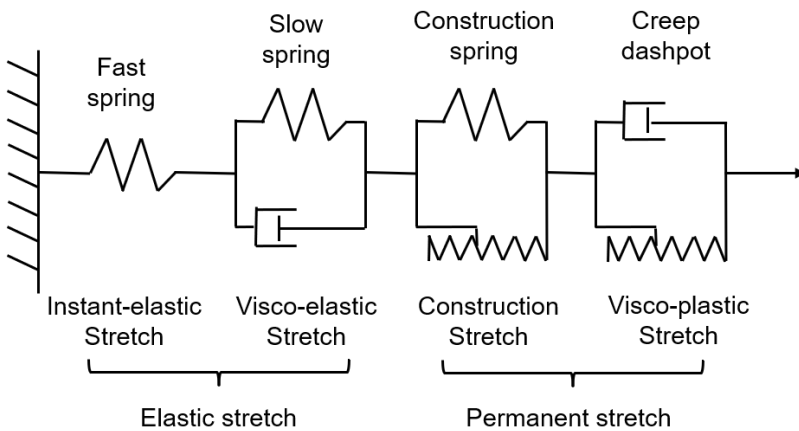 Fast
spring
Slow
spring
Construction
spring
Creep
dashpot
Instant-elastic
Stretch
Visco-elastic
Stretch
Construction
Stretch
Visco-plastic
Stretch
Elastic stretch
Permanent stretch